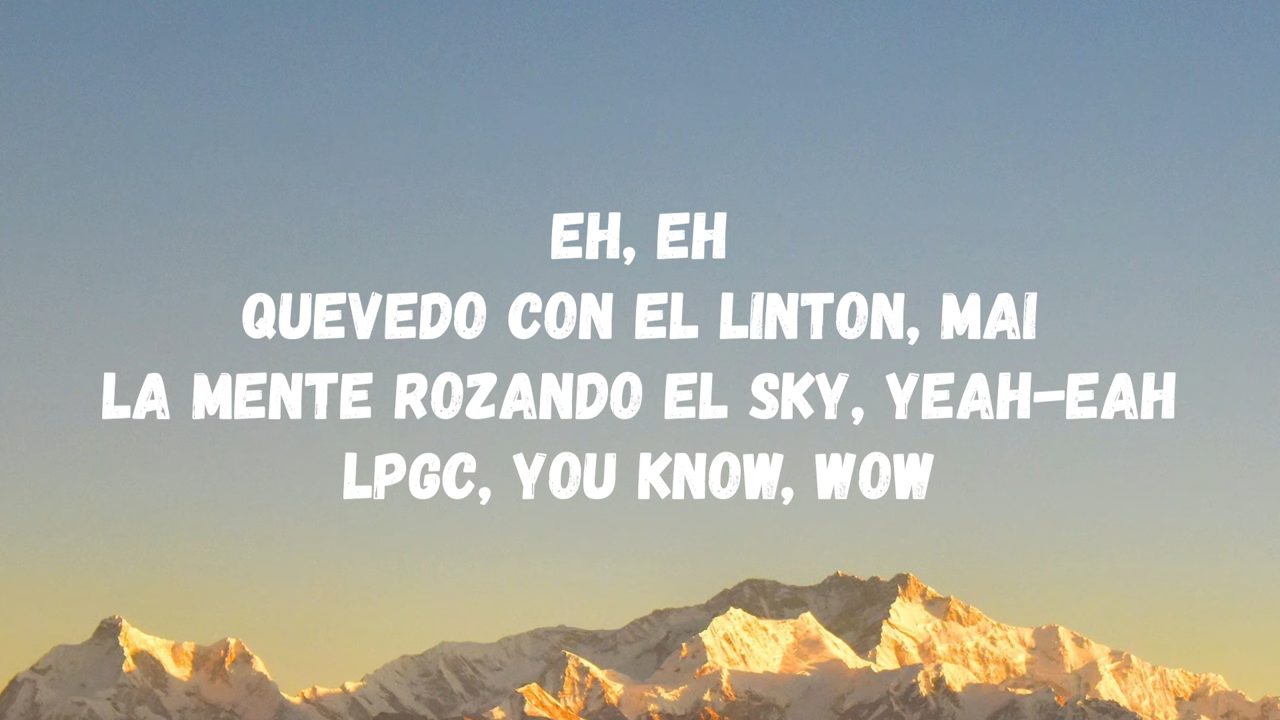 EH, EH
QUEVEDO CON EL LINTON, MAI
LA MENTE ROZANDO EL SKY, YEAH-EAH
LPGC, YOU KNOW, WOW